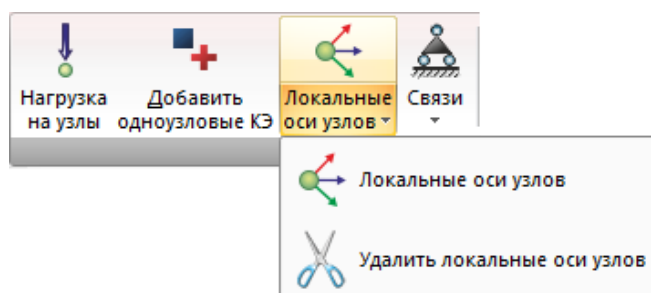 Нагрузка
на узлы
Добавить
одноузловые КЭ
Локальные
оси узлов
Связи
Локальные оси узлов
Удалить локальные оси узлов